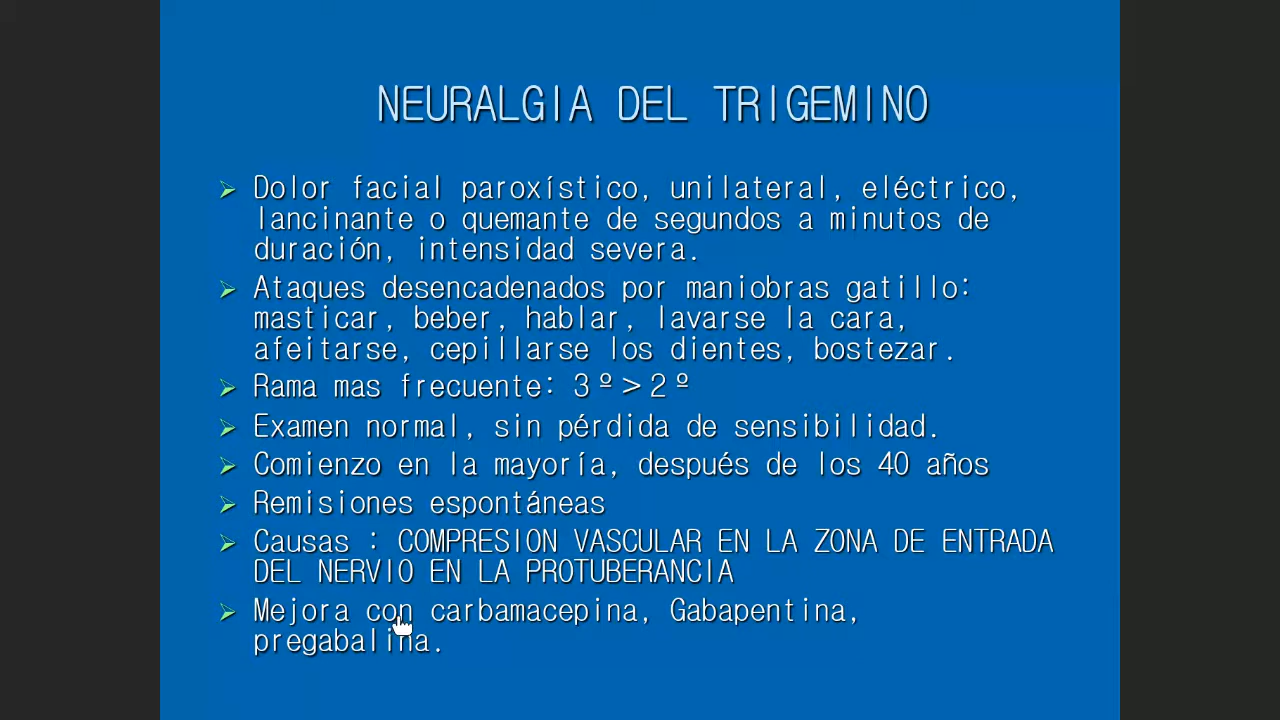 NEURALGIA DEL TRIGEMINO
Dolor facial paroxístico, unilateral, eléctrico,
lancinante o quemante de segundos a minutos de
duración, intensidad severa.
Ataques desencadenados por maniobras gatillo:
masticar, beber, hablar, lavarse la cara,
afeitarse, cepillarse los dientes, bostezar.
Rama mas frecuente: 3º>2º
Examen normal, sin pérdida de sensibilidad.
Comienzo en la mayoría, después de los 40 años
Remisiones espontáneas
Causas : COMPRESION VASCULAR EN LA ZONA DE ENTRADA
DEL NERVIO EN LA PROTUBERANCIA
Mejora con carbamacepina, Gabapentina,
pregabalina.